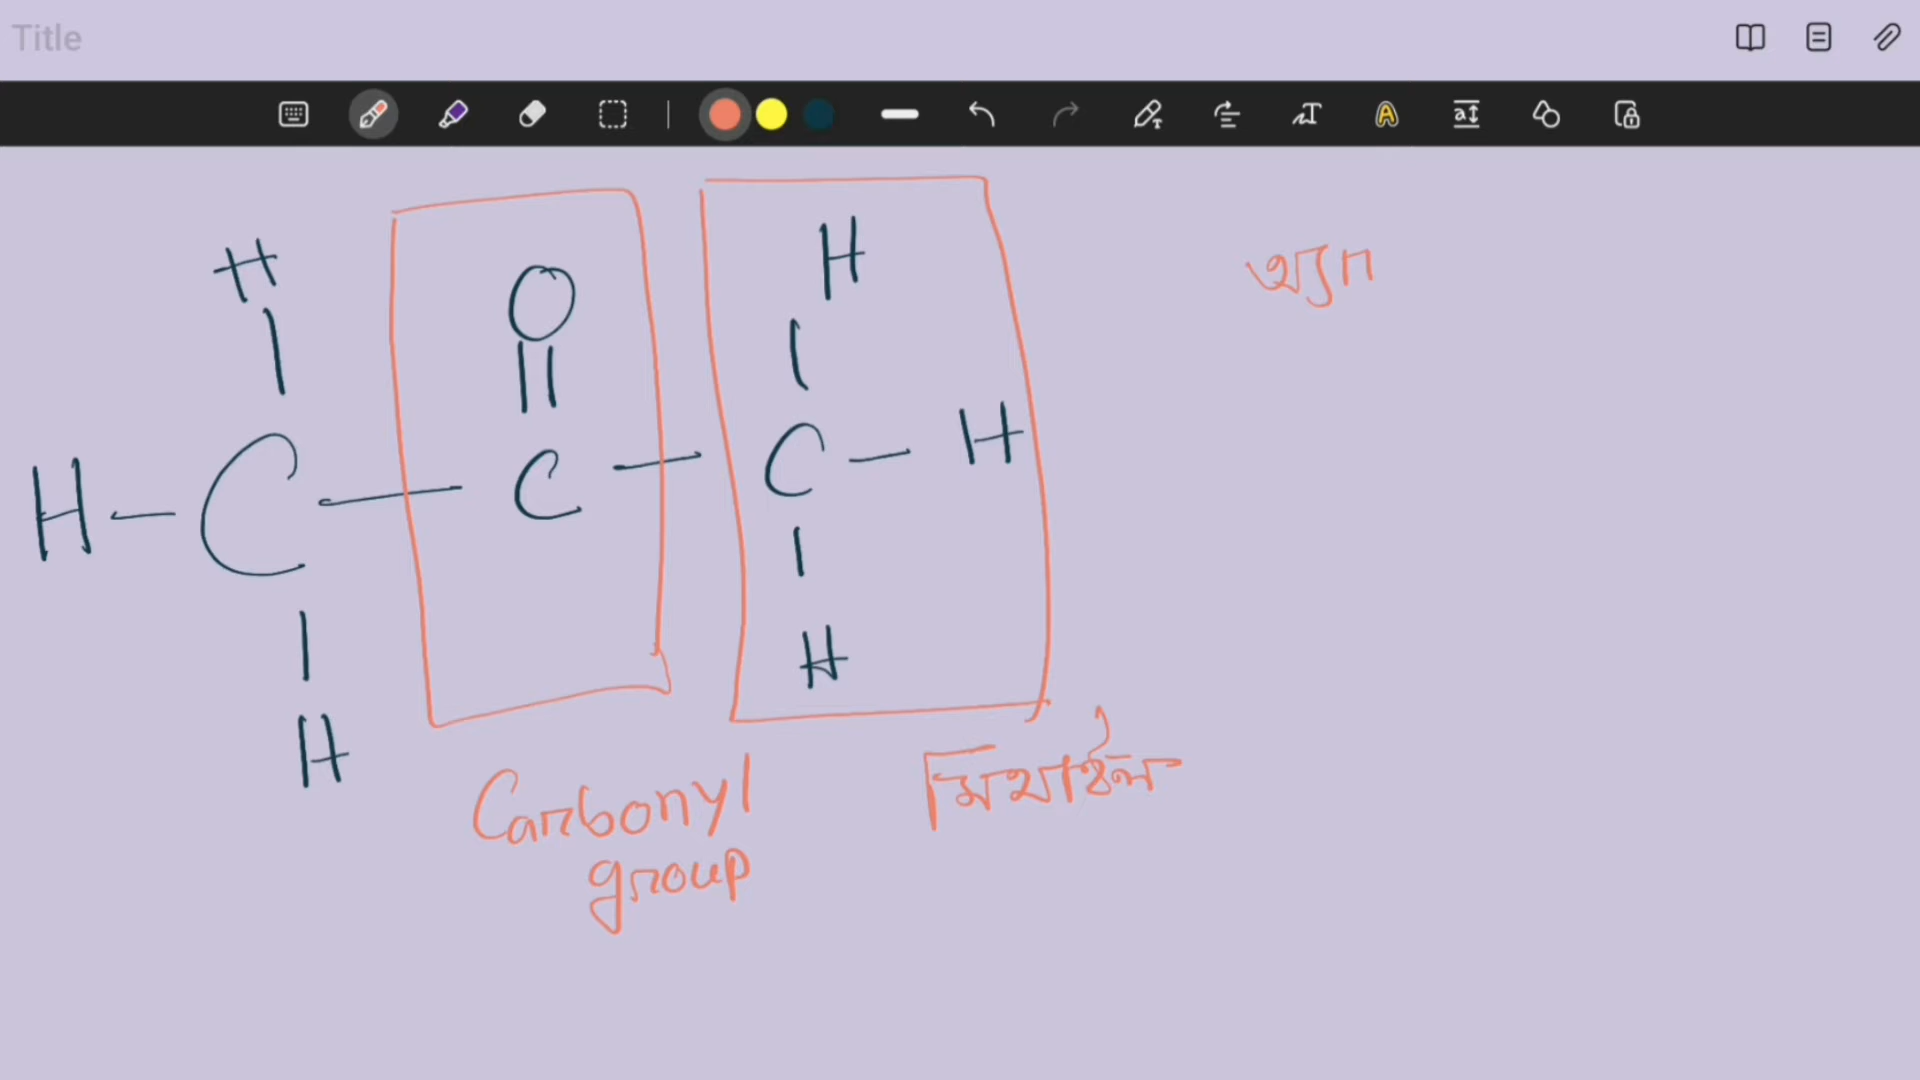 Title
H
O
H
H - C - C - C - H
H
H
Carbonyl
group
মিথাইল